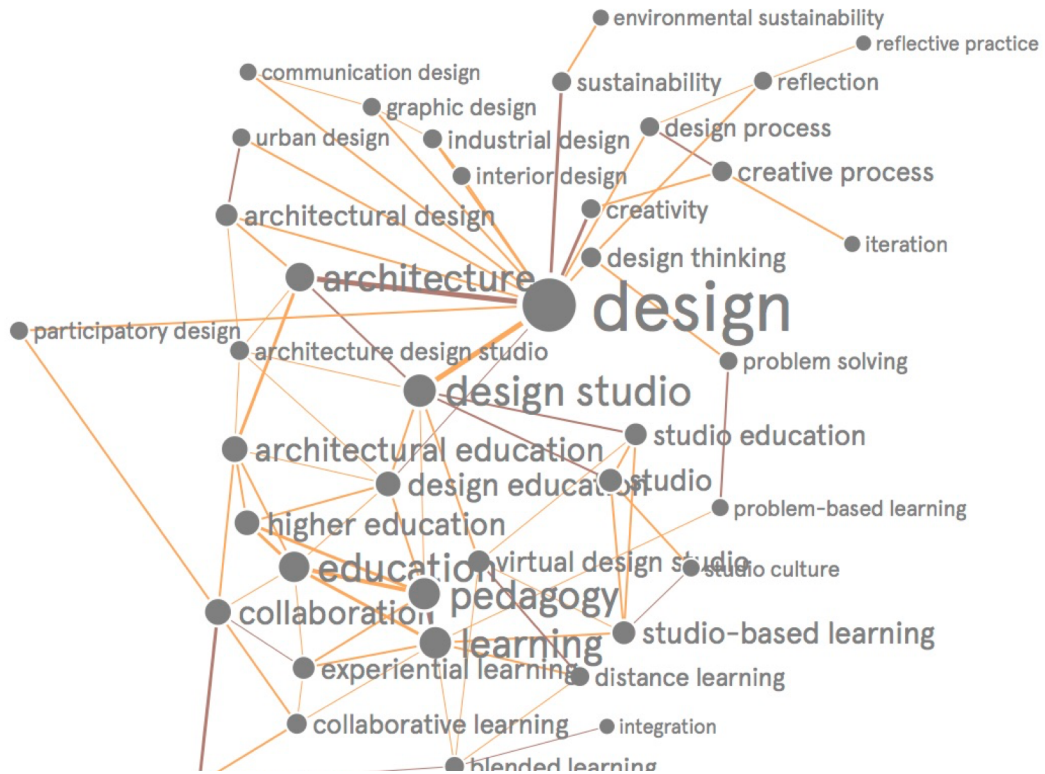 environmental sustainability
reflective practice
communication design
sustainability
reflection
graphic design
design process
urban design
industrial design
interior design
creative process
creativity
architectural design
iteration
design thinking
architecture
design
participatory design
architecture design studio
problem solving
design studio
studio education
architectural education
studio
design education
problem-based learning
higher education
virtual design studio
education
studio culture
pedagogy
collaboration
studio-based learning
learning
experiential learning
distance learning
collaborative learning
integration
blended learning